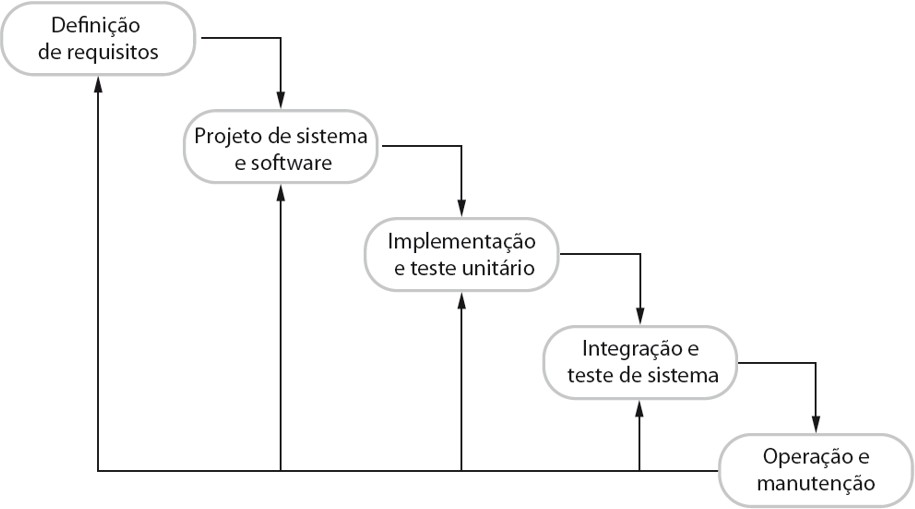 Definição
de requisitos
Projeto de sistema
e software
Implementação
e teste unitário
Integração e
teste de sistema
Operação e
manutenção